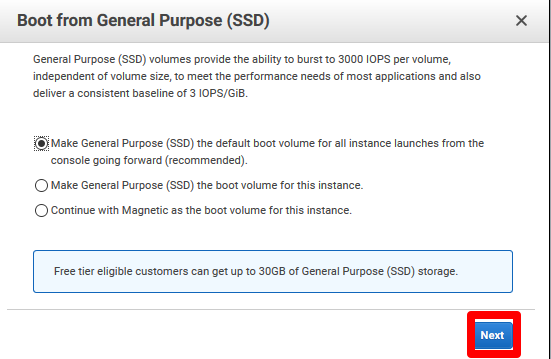 Boot from General Purpose (SSD)
General Purpose (SSD) volumes provide the ability to burst to 3000 IOPS per volume,
independent of volume size, to meet the performance needs of most applications and also
deliver a consistent baseline of 3 IOPS/GiB.
Make General Purpose (SSD) the default boot volume for all instance launches from the
console going forward (recommended).
Make General Purpose (SSD) the boot volume for this instance.
Continue with Magnetic as the boot volume for this instance.
Free tier eligible customers can get up to 30GB of General Purpose (SSD) storage.
Next